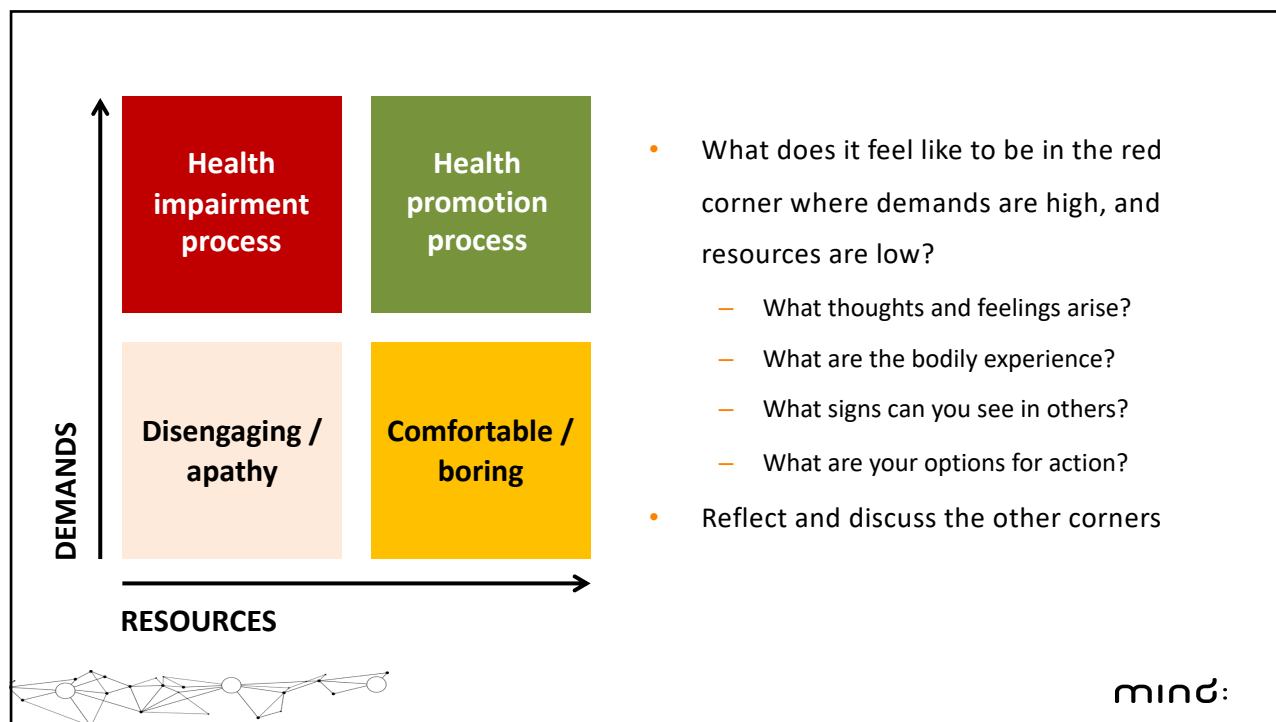 Health
impairment
process
Health
promotion
process
Disengaging /
apathy
Comfortable /
boring
DEMANDS
RESOURCES
• What does it feel like to be in the red
corner where demands are high, and
resources are low?
– What thoughts and feelings arise?
– What are the bodily experience?
– What signs can you see in others?
– What are your options for action?
• Reflect and discuss the other corners
mind: